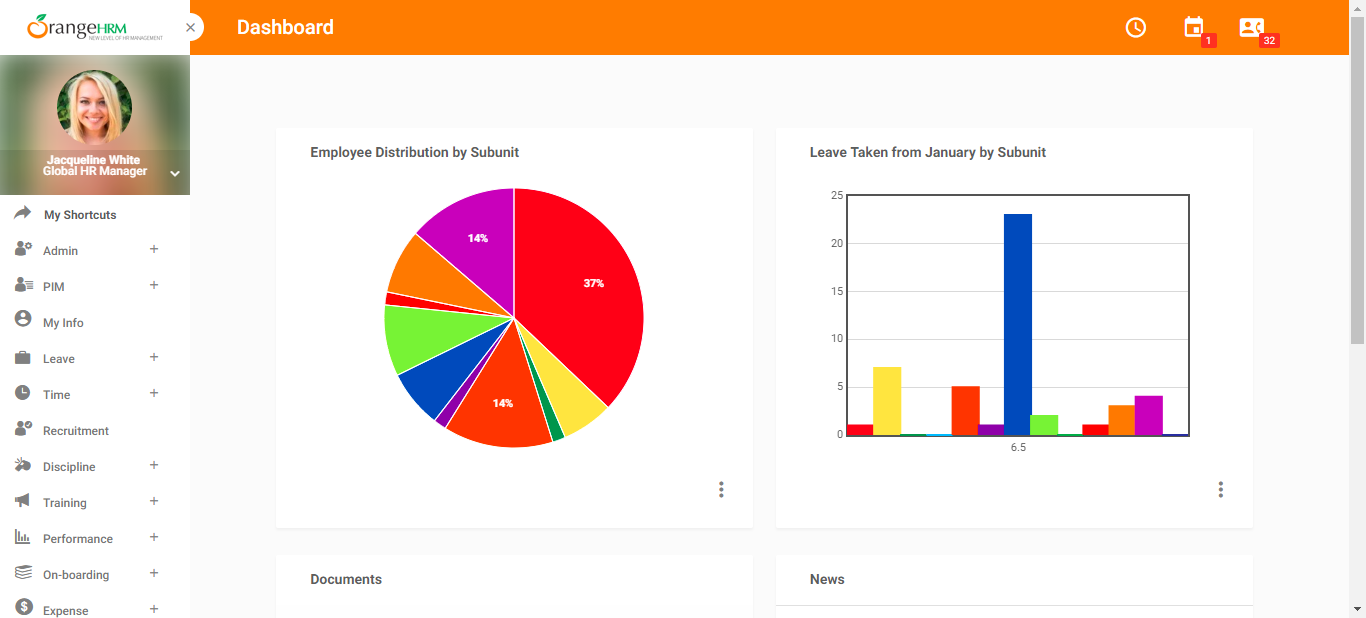 OrangeHRM
NEW LEVEL OF HR MANAGEMENT
Dashboard
1
32
Jacqueline White
Global HR Manager
My Shortcuts
Admin
PIM
My Info
Leave
Time
Recruitment
Discipline
Training
Performance
On-boarding
Expense
Employee Distribution by Subunit
14%
37%
14%
Leave Taken from January by Subunit
25
20
15
10
5
0
6.5
Documents
News